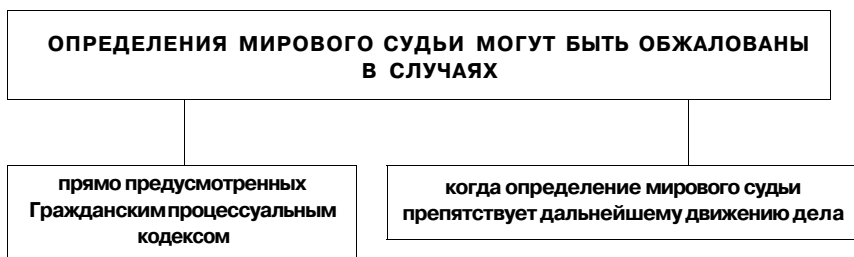 ОПРЕДЕЛЕНИЯ МИРОВОГО СУДЬИ МОГУТ БЫТЬ ОБЖАЛОВАНЫ
В СЛУЧАЯХ
прямо предусмотренных
Гражданским процессуальным
кодексом
когда определение мирового судьи
препятствует дальнейшему движению дела